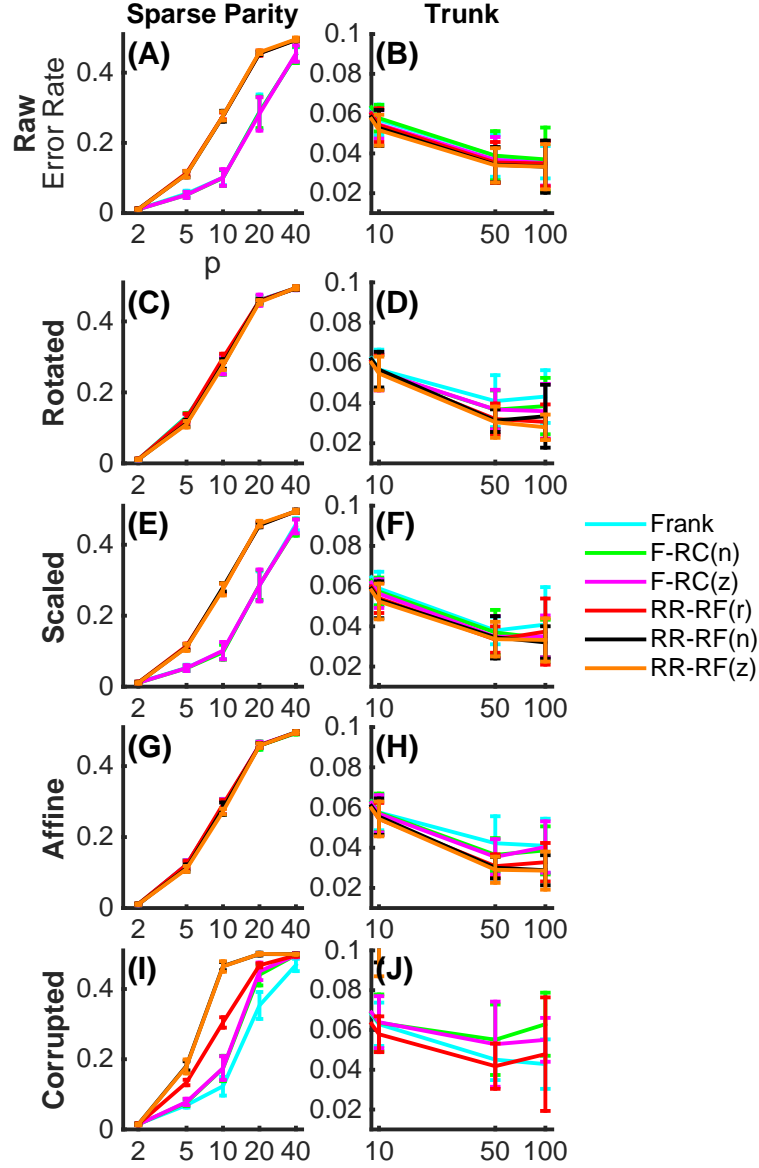 Sparse Parity
Trunk
Raw
Error Rate
(A)
0.4
0.2
0
2 5 10 20 40
p
(B)
0.1
0.08
0.06
0.04
0.02
10 50 100
Rotated
(C)
0.4
0.2
0
2 5 10 20 40
(D)
0.1
0.08
0.06
0.04
0.02
10 50 100
Scaled
(E)
0.4
0.2
0
2 5 10 20 40
(F)
0.1
0.08
0.06
0.04
0.02
10 50 100
Frank
F-RC(n)
F-RC(z)
RR-RF(r)
RR-RF(n)
RR-RF(z)
Affine
(G)
0.4
0.2
0
2 5 10 20 40
(H)
0.1
0.08
0.06
0.04
0.02
10 50 100
Corrupted
(I)
0.4
0.2
0
2 5 10 20 40
(J)
0.1
0.08
0.06
0.04
0.02
10 50 100